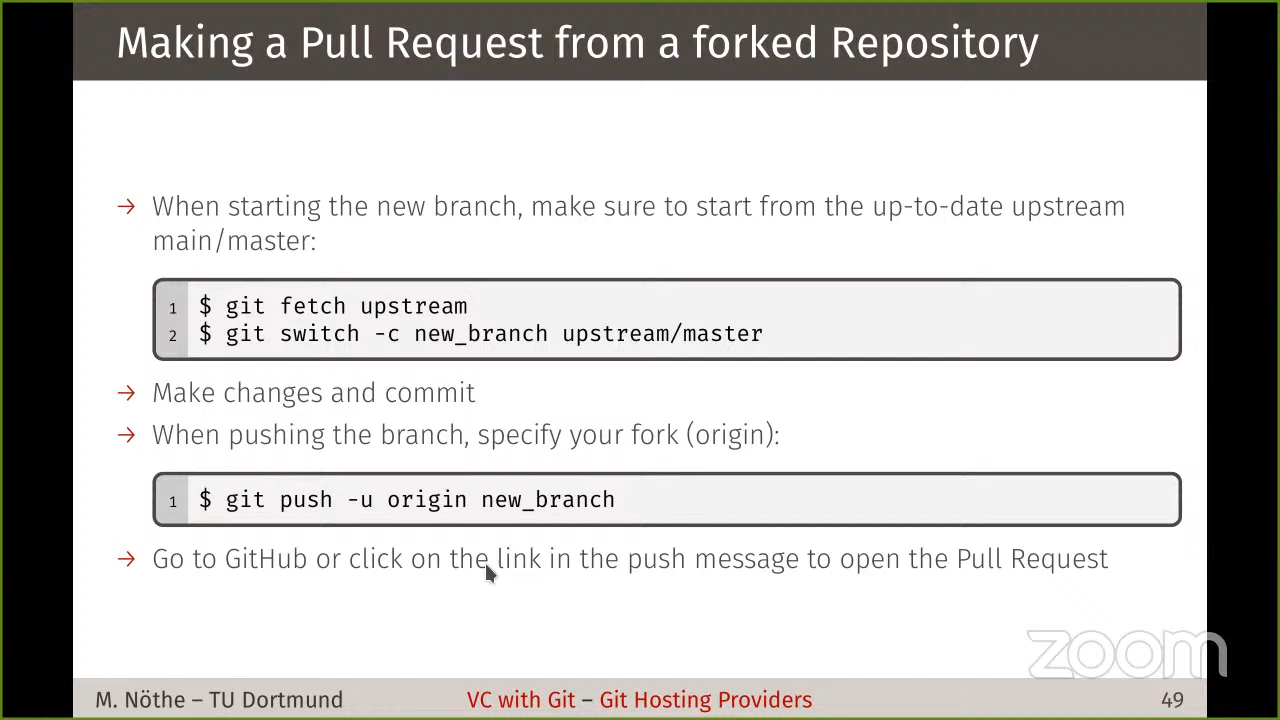 Making a Pull Request from a forked Repository
→ When starting the new branch, make sure to start from the up-to-date upstream
main/master:
1 $ git fetch upstream
2 $ git switch -c new_branch upstream/master
→ Make changes and commit
→ When pushing the branch, specify your fork (origin):
1 $ git push -u origin new_branch
→ Go to GitHub or click on the link in the push message to open the Pull Request
zoom
M. Nöthe – TU Dortmund VC with Git – Git Hosting Providers 49